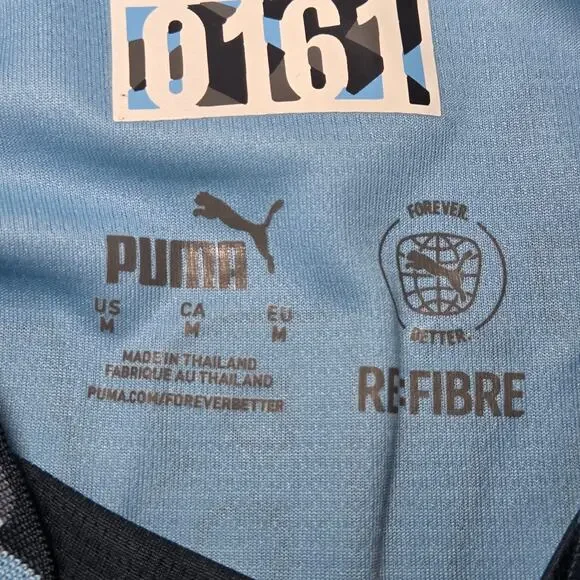 0161
PUMA
US CA EU
M M M
MADE IN THAILAND
FABRIQUE AU THAILAND
PUMA.COM/FOREVERBETTER
FOREVER.
BETTER.
RE:FIBRE